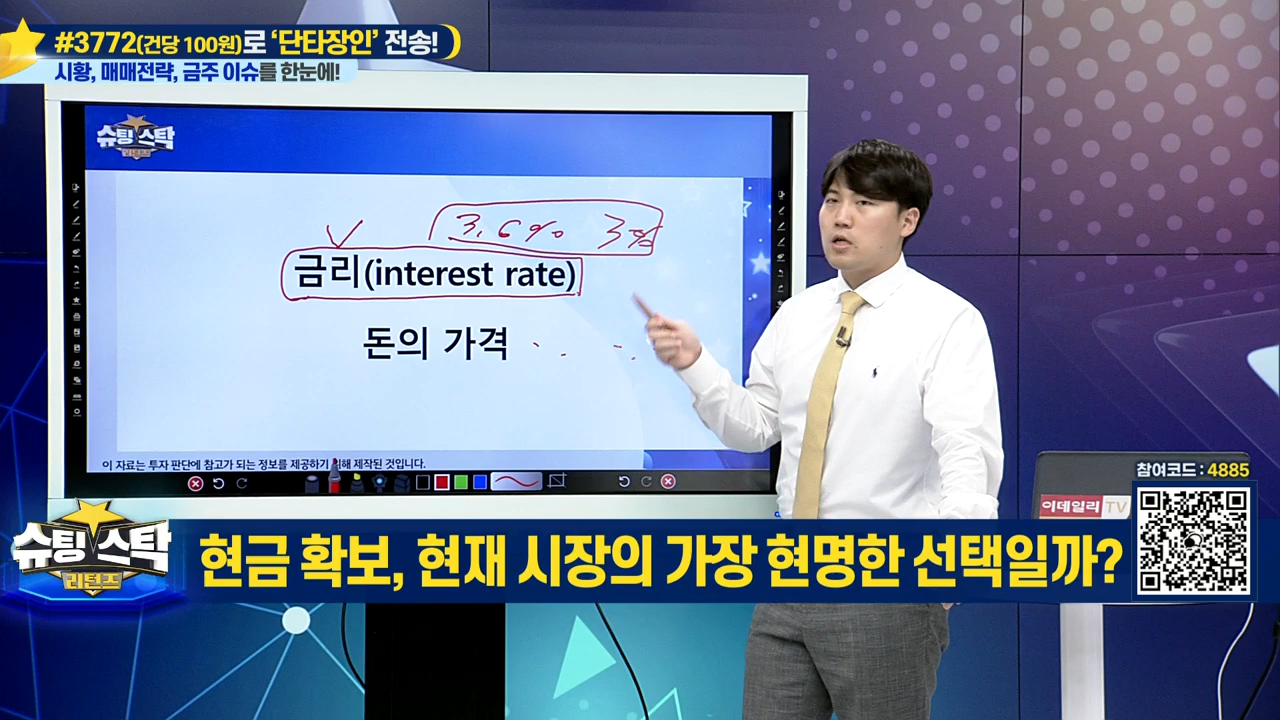 #3772(건당 100원)로 '단타장인' 전송!
시황, 매매전략, 금주 이슈를 한눈에!
슈팅스탁
리턴즈
3.6% 3%
금리(interest rate)
돈의 가격
이 자료는 투자 판단에 참고가 되는 정보를 제공하기 위해 제작된 것입니다.
참여코드 : 4885
이데일리TV
슈팅스탁
리턴즈
현금 확보, 현재 시장의 가장 현명한 선택일까?